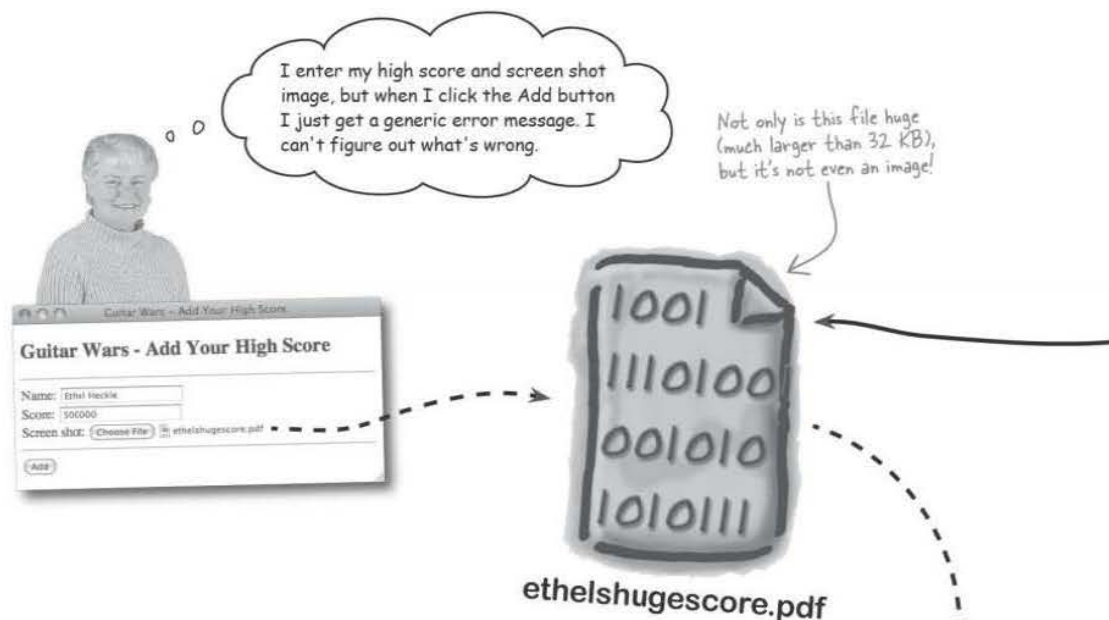 I enter my high score and screen shot
image, but when I click the Add button
I just get a generic error message. I
can't figure out what's wrong.
Not only is this file huge
(much larger than 32 KB),
but it's not even an image!
Guitar Wars - Add Your High Score
Guitar Wars - Add Your High Score
Name: Ethel Heckle
Score: 500000
Screen shot: Choose File ethelshugescore.pdf
Add
1001
1110100
001010
1010111
ethelshugescore.pdf